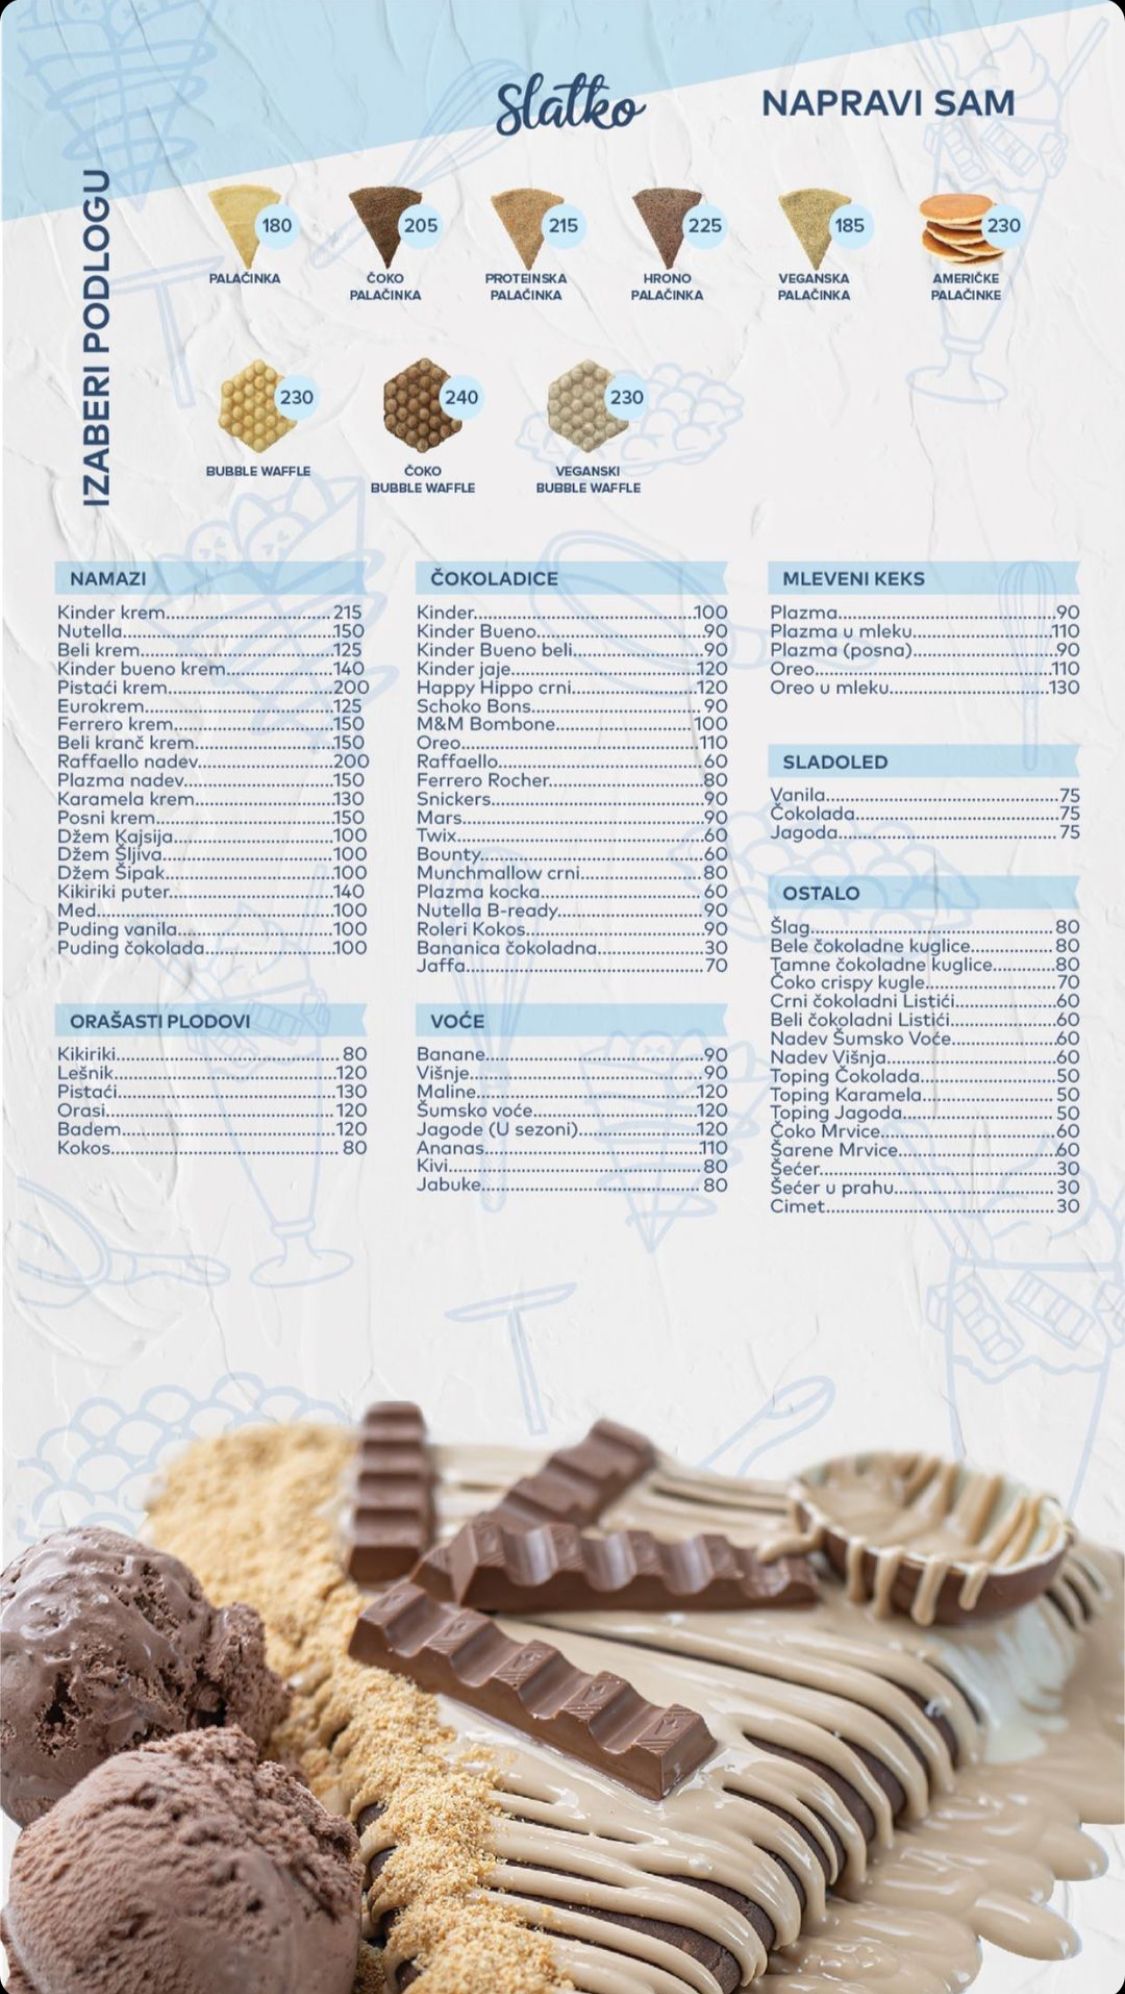 Slatko
NAPRAVI SAM
IZABERI PODLOGU
180
PALAČINKA
205
ČOKO
PALAČINKA
215
PROTEINSKA
PALAČINKA
225
HRONO
PALAČINKA
185
VEGANSKA
PALAČINKA
230
AMERIČKE
PALAČINKE
230
BUBBLE WAFFLE
240
ČOKO
BUBBLE WAFFLE
230
VEGANSKI
BUBBLE WAFFLE
NAMAZI
Kinder krem 215
Nutella 150
Beli krem 125
Kinder bueno krem 140
Pistaći krem 200
Eurokrem 125
Ferrero krem 150
Beli kranč krem 150
Raffaello nadev 200
Plazma nadev 150
Karamela krem 130
Posni krem 150
Džem Kajsija 100
Džem Šljiva 100
Džem Šipak 100
Kikiriki puter 140
Med 100
Puding vanila 100
Puding čokolada 100
ORAŠASTI PLODOVI
Kikiriki 80
Lešnik 120
Pistaći 130
Orasi 120
Badem 120
Kokos 80
ČOKOLADICE
Kinder 100
Kinder Bueno 90
Kinder Bueno beli 90
Kinder jaje 120
Happy Hippo crni 120
Schoko Bons 90
M&M Bombone 100
Oreo 110
Raffaello 60
Ferrero Rocher 80
Snickers 90
Mars 90
Twix 60
Bounty 60
Munchmallow crni 80
Plazma kocka 60
Nutella B-ready 90
Roleri Kokos 90
Bananica čokoladna 30
Jaffa 70
VOĆE
Banane 90
Višnje 90
Maline 120
Šumsko voće 120
Jagode (U sezoni) 120
Ananas 110
Kivi 80
Jabuke 80
MLEVENI KEKS
Plazma 90
Plazma u mleku 110
Plazma (posna) 90
Oreo 110
Oreo u mleku 130
SLADOLED
Vanila 75
Čokolada 75
Jagoda 75
OSTALO
Šlag 80
Bele čokoladne kuglice 80
Tamne čokoladne kuglice 80
Čoko crispy kugle 70
Crni čokoladni Listići 60
Beli čokoladni Listići 60
Nadev Šumsko Voće 60
Nadev Višnja 60
Toping Čokolada 50
Toping Karamela 50
Toping Jagoda 50
Čoko Mrvice 60
Šarene Mrvice 60
Šećer 30
Šećer u prahu 30
Cimet 30